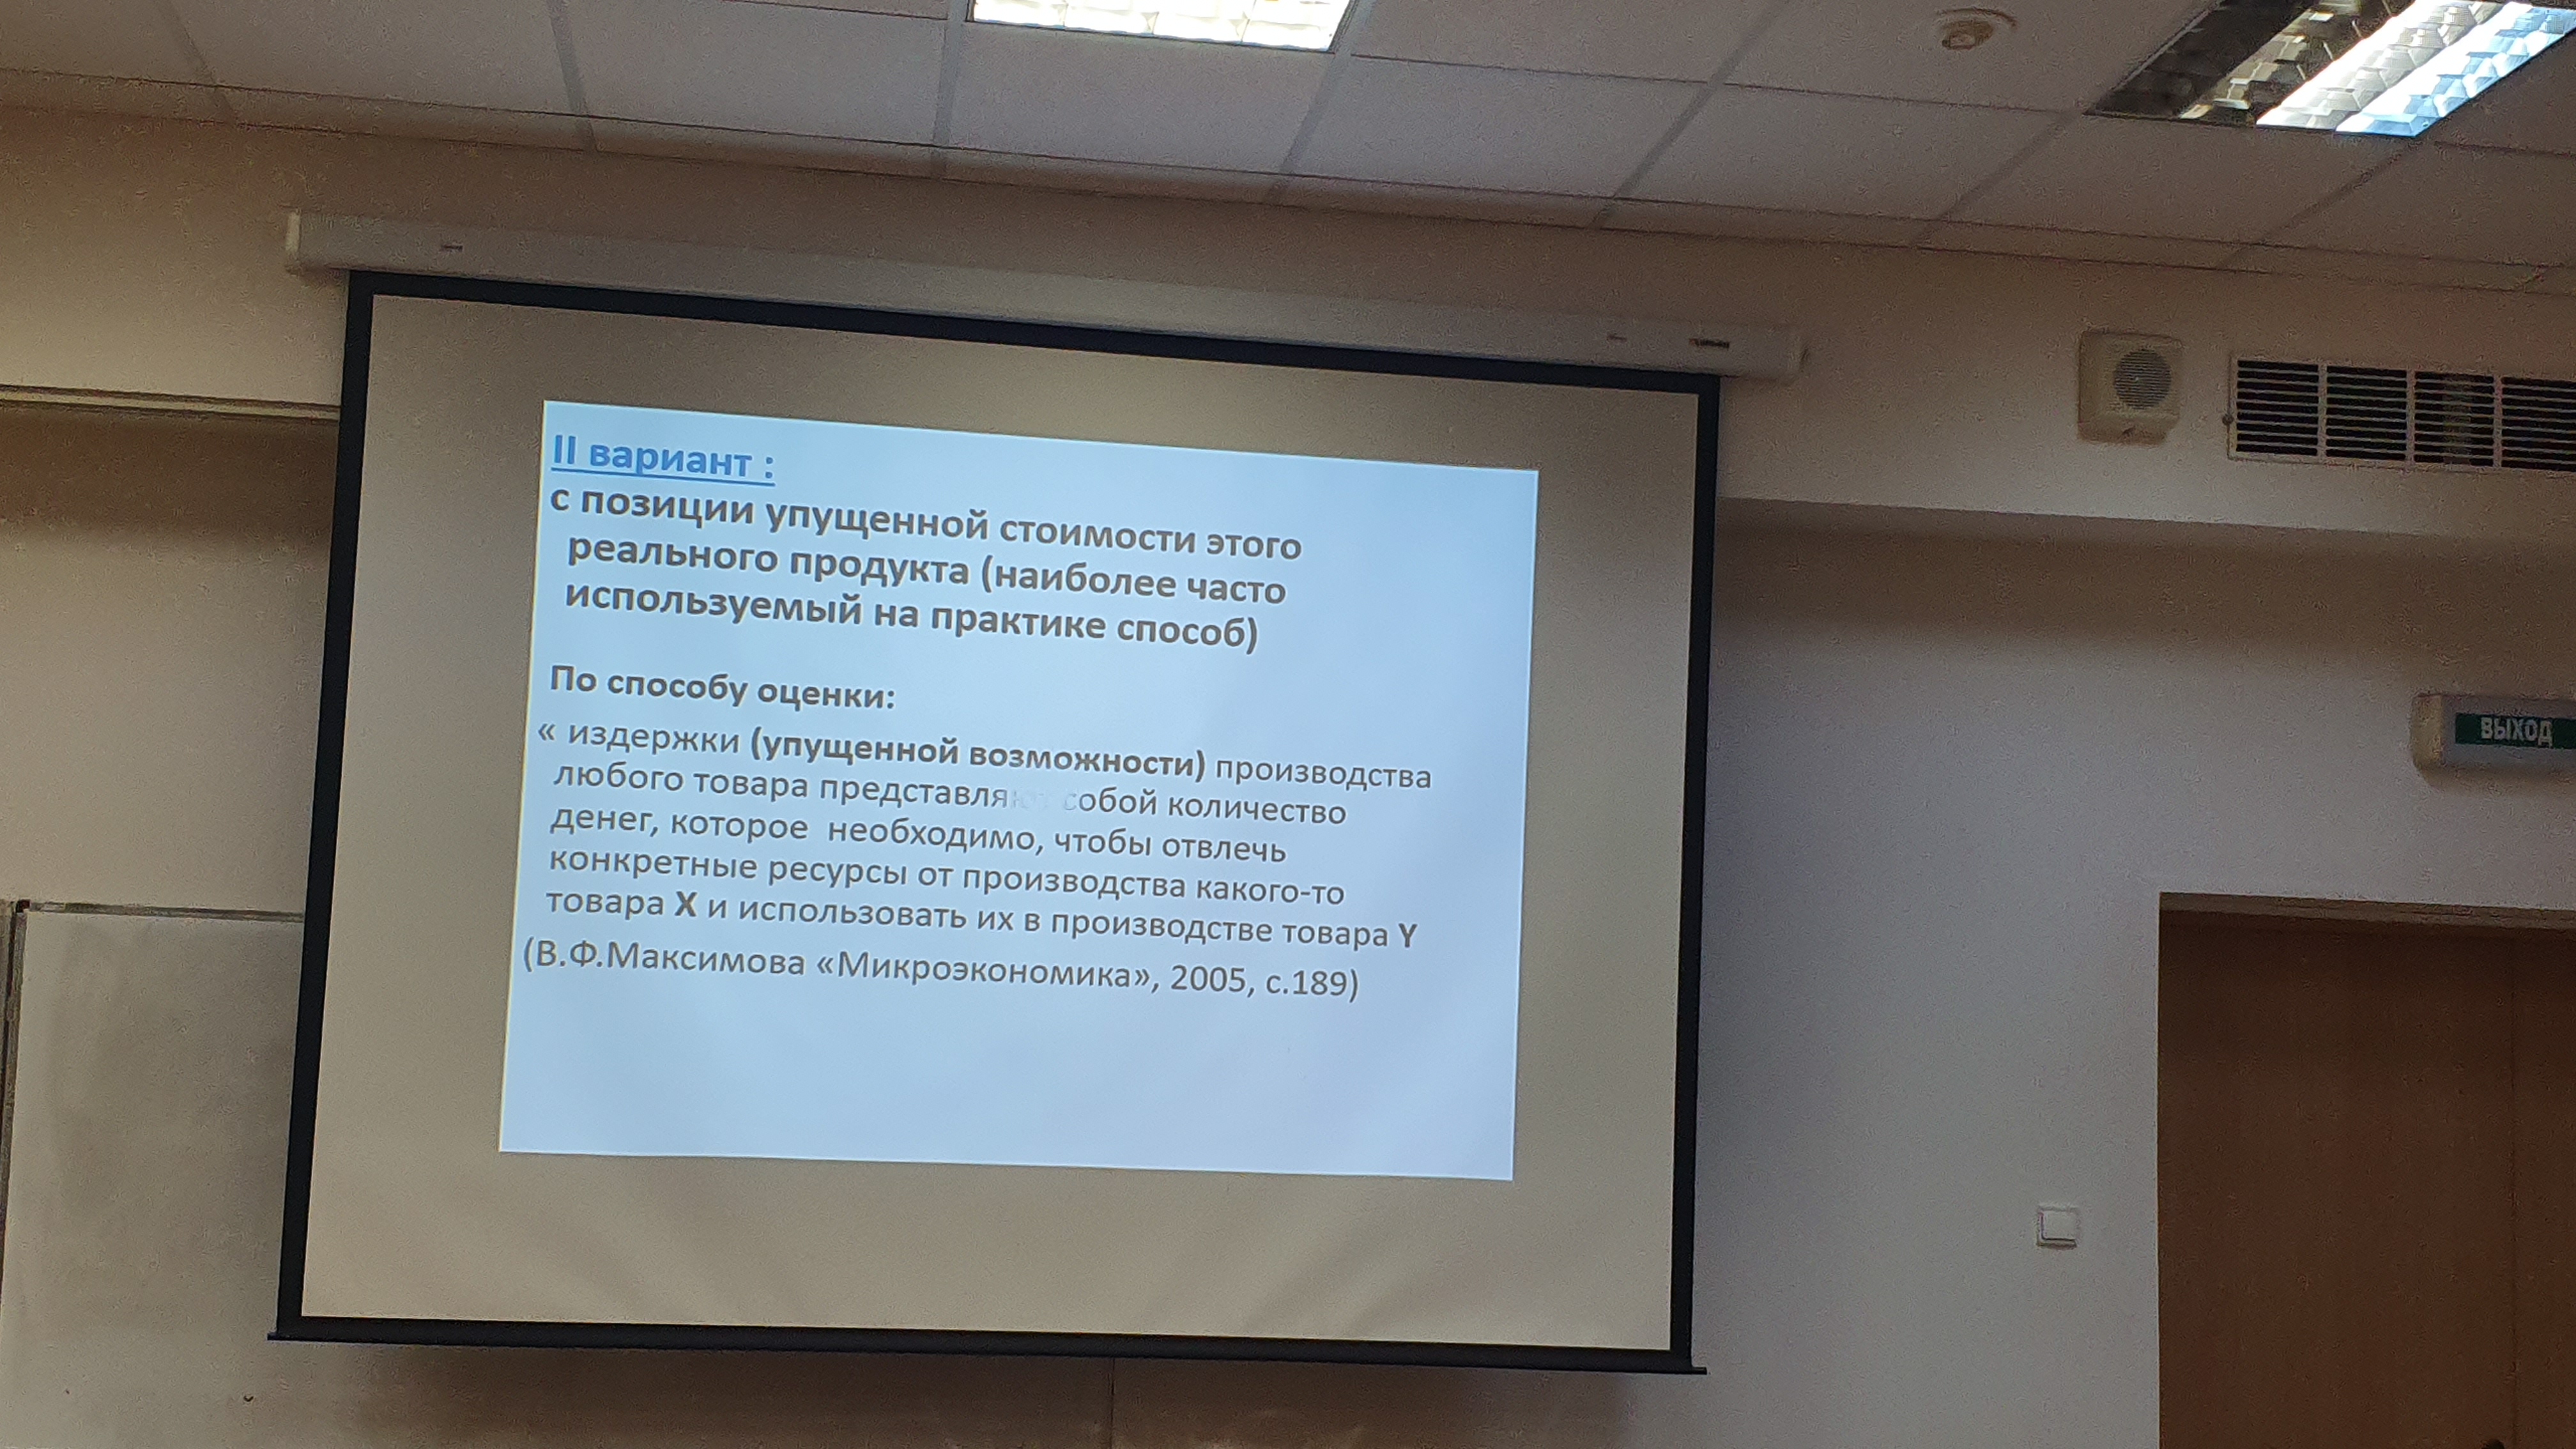 II вариант :
с позиции упущенной стоимости этого
реального продукта (наиболее часто
используемый на практике способ)
По способу оценки:
« издержки (упущенной возможности) производства
любого товара собой количество
денег, которое необходимо, чтобы отвлечь
конкретные ресурсы от производства какого-то
товара X и использовать их в производстве товара Y
(В.Ф.Максимова «Микроэкономика», 2005, с.189)
ВЫХОД